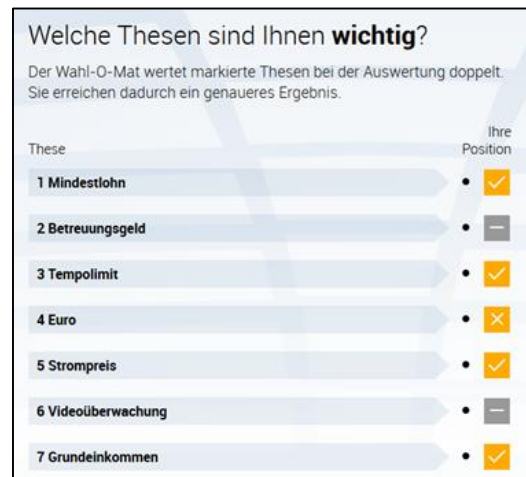 Welche Thesen sind Ihnen wichtig?
Der Wahl-O-Mat wertet markierte Thesen bei der Auswertung doppelt.
Sie erreichen dadurch ein genaueres Ergebnis.
These Ihre Position
1 Mindestlohn
2 Betreuungsgeld
3 Tempolimit
4 Euro
5 Strompreis
6 Videoüberwachung
7 Grundeinkommen